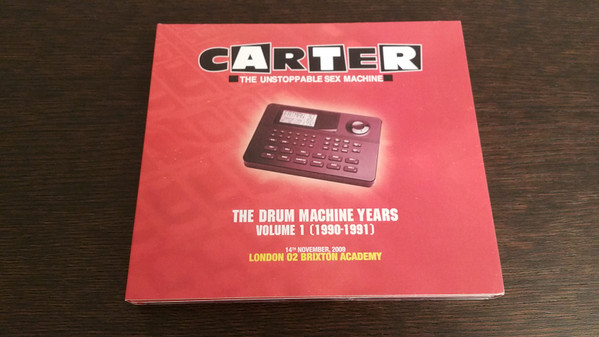 CARTER
THE UNSTOPPABLE SEX MACHINE
THE DRUM MACHINE YEARS
VOLUME 1 (1990-1991)
14TH NOVEMBER, 2009
LONDON O2 BRIXTON ACADEMY